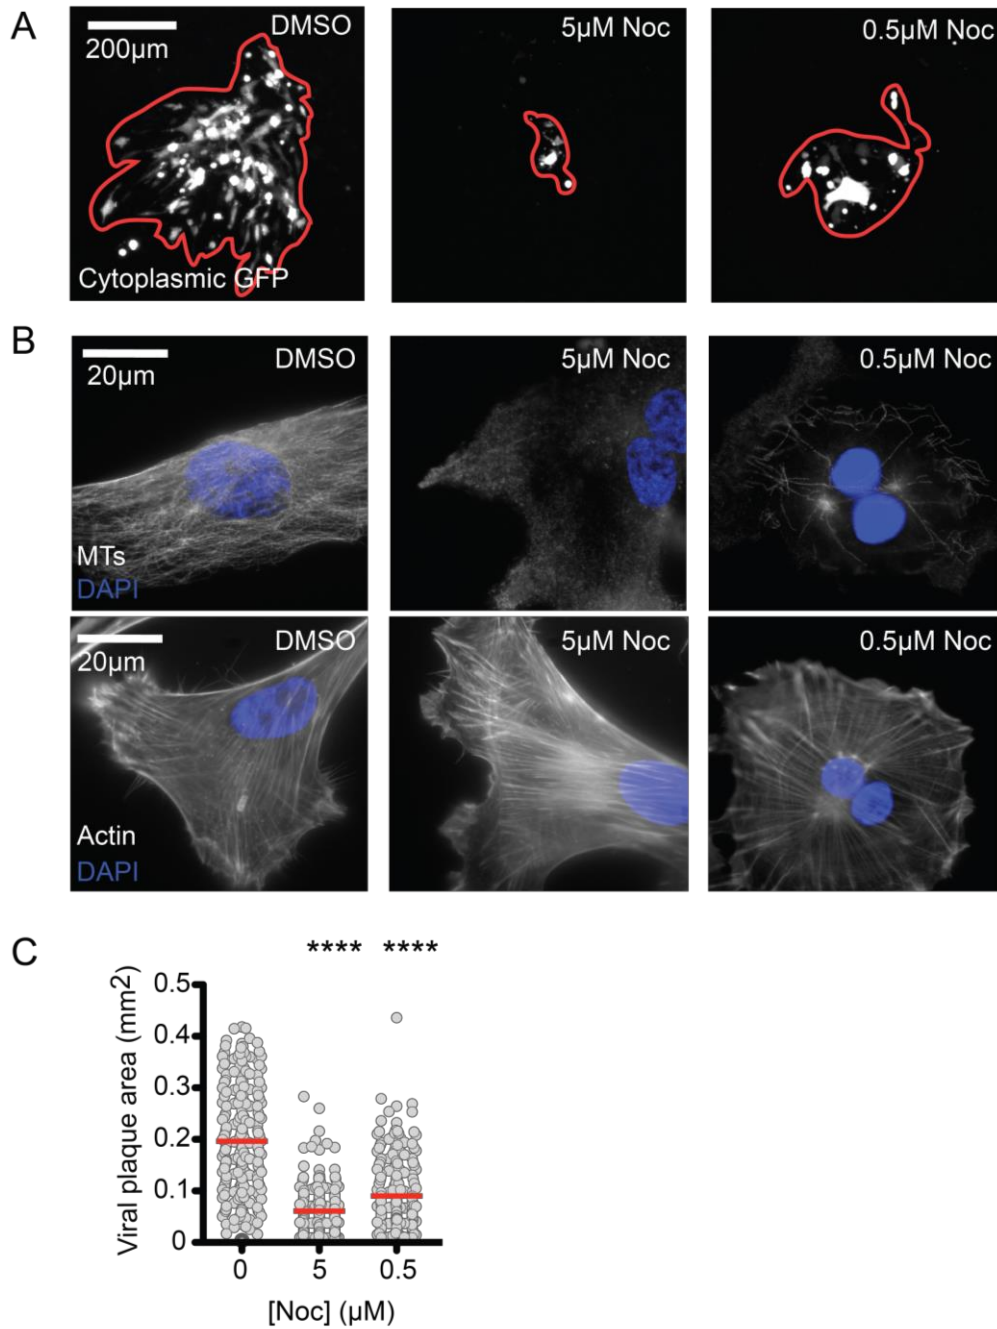 A
DMSO
200µm
Cytoplasmic GFP
5µM Noc
0.5µM Noc
B
DMSO
20µm
MTs
DAPI
5µM Noc
0.5µM Noc
DMSO
20µm
Actin
DAPI
5µM Noc
0.5µM Noc
C
**** ****
Viral plaque area (mm2)
0.5
0.4
0.3
0.2
0.1
0
0 5 0.5
[Noc] (µM)